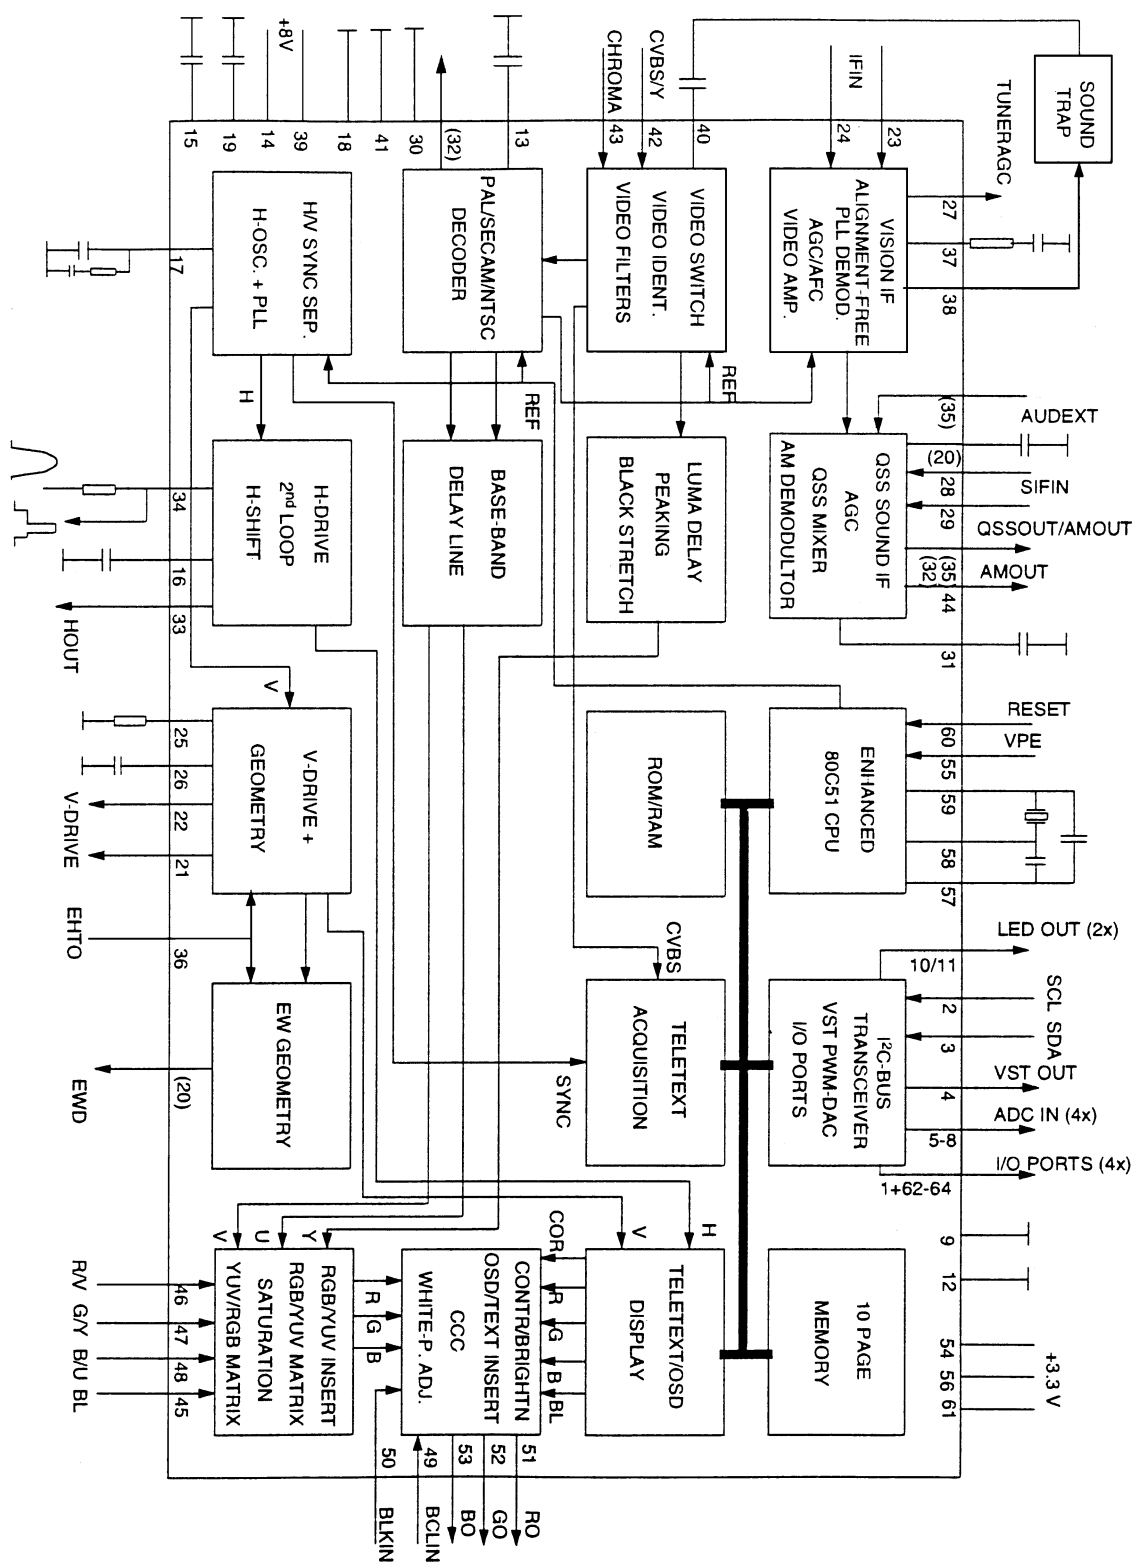 SOUND
TRAP
TUNERAGC
IFIN
23
24
27
37
38
VISION IF
ALIGNMENT-FREE
PLL DEMOD.
AGC/AFC
VIDEO AMP.
CVBS/Y
CHROMA
40
42
43
VIDEO SWITCH
VIDEO IDENT.
VIDEO FILTERS
REF
13
(32)
30
41
18
PAL/SECAM/NTSC
DECODER
REF
+8V
39
14
19
15
H/V SYNC SEP.
H-OSC. + PLL
17
H
AUDEXT
(35)
(20)
28
SIFIN
29
QSSOUT/AMOUT
(35)
(32)
AMOUT
44
31
QSS SOUND IF
AGC
QSS MIXER
AM DEMODULTOR
LUMA DELAY
PEAKING
BLACK STRETCH
BASE-BAND
DELAY LINE
H-DRIVE
2nd LOOP
H-SHIFT
34
16
33
HOUT
RESET
60
VPE
55
59
58
57
ENHANCED
80C51 CPU
ROM/RAM
V
V-DRIVE +
GEOMETRY
25
26
22
21
V-DRIVE
EHTO
36
LED OUT (2x)
10/11
SCL
2
SDA
3
VST OUT
4
ADC IN (4x)
5-8
I/O PORTS (4x)
1+62-64
I²C-BUS
TRANSCEIVER
VST PWM-DAC
I/O PORTS
CVBS
TELETEXT
ACQUISITION
SYNC
EW GEOMETRY
(20)
EWD
9
12
54
56
61
+3.3 V
10 PAGE
MEMORY
H
V
TELETEXT/OSD
DISPLAY
COR
R
G
B
BL
CONTR/BRIGHTN
OSD/TEXT INSERT
CCC
WHITE-P. ADJ.
R
G
B
Y
U
V
RGB/YUV INSERT
RGB/YUV MATRIX
SATURATION
YUV/RGB MATRIX
R/V
46
G/Y
47
B/U
48
BL
45
51
RO
52
GO
53
BO
49
BCLIN
50
BLKIN